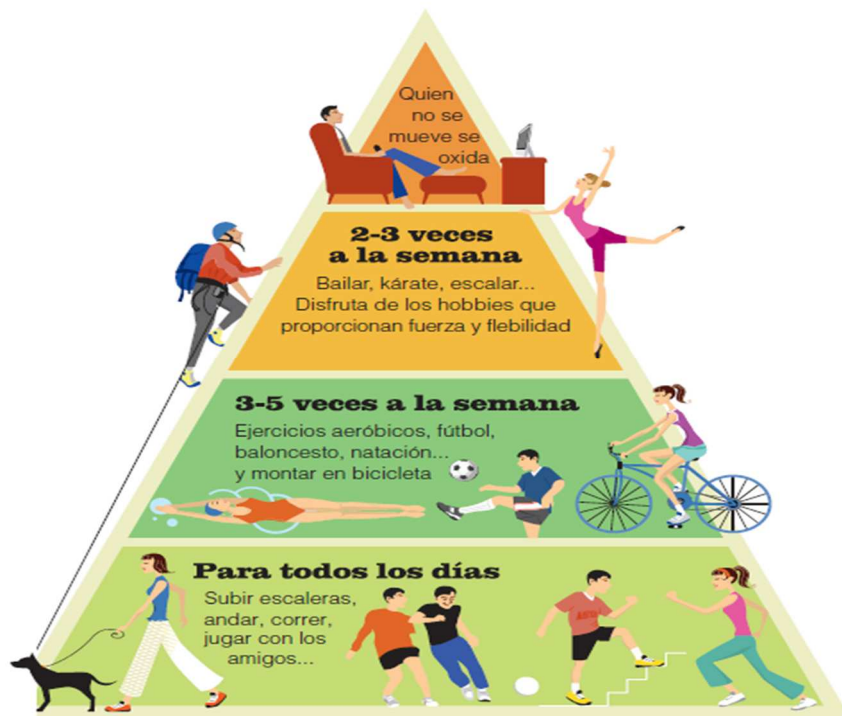 Quien
no se
mueve se
oxida
2-3 veces
a la semana
Bailar, kárate, escalar...
Disfruta de los hobbies que
proporcionan fuerza y flebilidad
3-5 veces a la semana
Ejercicios aeróbicos, fútbol,
baloncesto, natación...
y montar en bicicleta
Para todos los días
Subir escaleras,
andar, correr,
jugar con los
amigos...